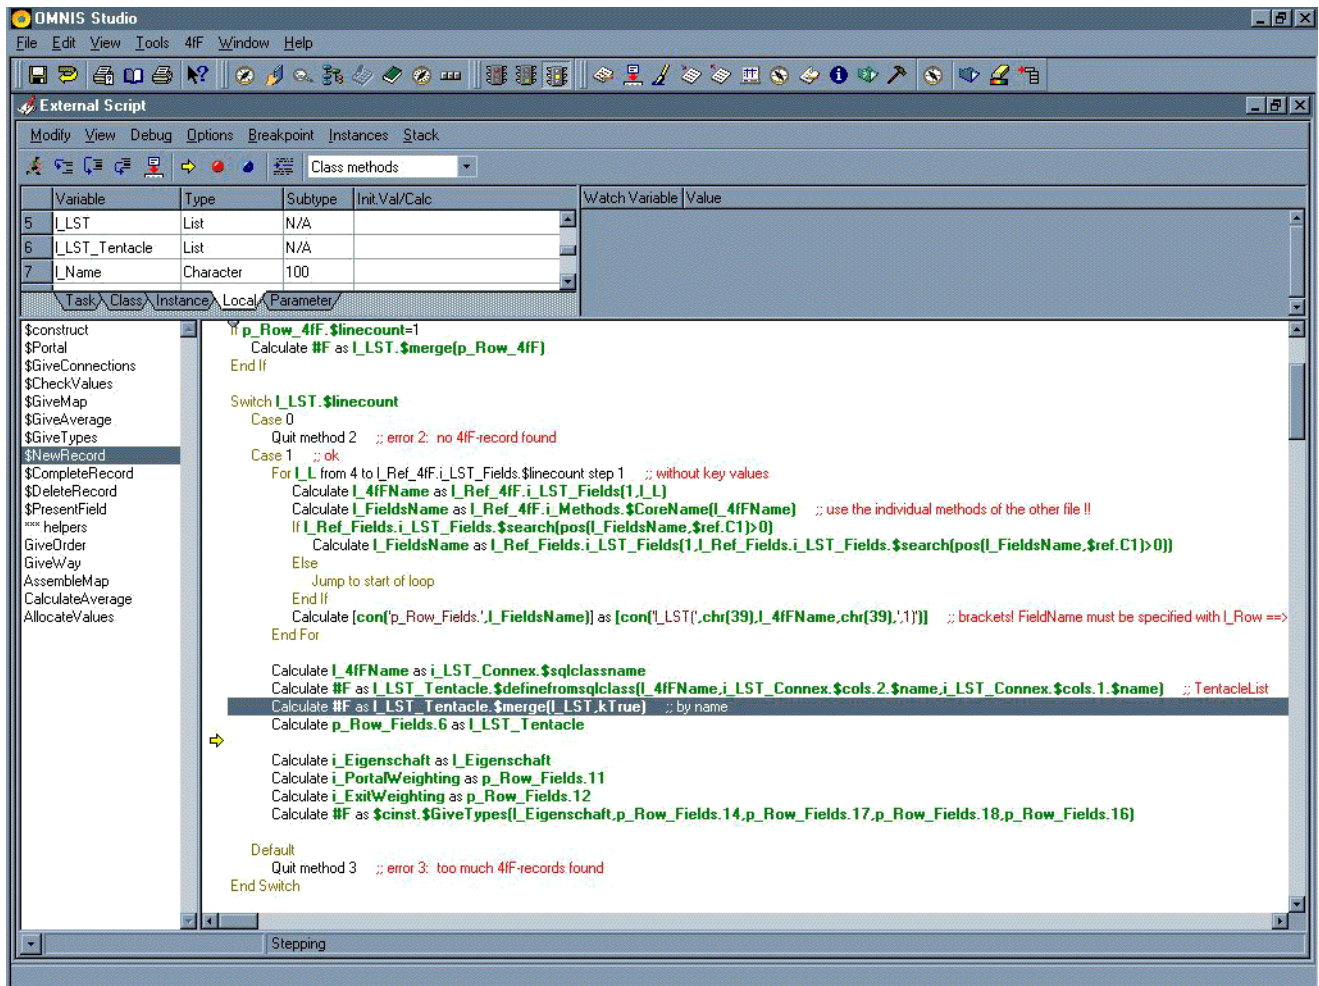 OMNIS Studio
File Edit View Tools 4fF Window Help
External Script
Modify View Debug Options Breakpoint Instances Stack
Class methods
Variable Type Subtype Init.Val/Calc Watch Variable Value
5 l_LST List N/A
6 l_LST_Tentacle List N/A
7 l_Name Character 100
Task Class Instance Local Parameter
$construct
$Portal
$GiveConnections
$CheckValues
$GiveMap
$GiveAverage
$GiveTypes
$NewRecord
$CompleteRecord
$DeleteRecord
$PresentField
*** helpers
GiveOrder
GiveWay
AssembleMap
CalculateAverage
AllocateValues
If p_Row_4fF.$linecount=1
Calculate #F as l_LST.$merge(p_Row_4fF)
End If
Switch l_LST.$linecount
Case 0
Quit method 2 ;; error 2: no 4fF-record found
Case 1 ;; ok
For l_L from 4 to l_Ref_4fF.i_LST_Fields.$linecount step 1 ;; without key values
Calculate l_4fFName as l_Ref_4fF.i_LST_Fields(1,l_L)
Calculate l_FieldsName as l_Ref_4fF.i_Methods.$CoreName(l_4fFName) ;; use the individual methods of the other file !!
If l_Ref_Fields.i_LST_Fields.$search(pos(l_FieldsName,$ref.C1)>0)
Calculate l_FieldsName as l_Ref_Fields.i_LST_Fields(1,l_Ref_Fields.i_LST_Fields.$search(pos(l_FieldsName,$ref.C1)>0))
Else
Jump to start of loop
End If
Calculate [con('p_Row_Fields.',l_FieldsName)] as [con('l_LST(',chr(39),l_4fFName,chr(39),',1)')] ;; brackets! FieldName must be specified with l_Row ==>
End For
Calculate l_4fFName as i_LST_Connex.$sqlclassname
Calculate #F as l_LST_Tentacle.$definefromsqlclass(l_4fFName,i_LST_Connex.$cols.2.$name,i_LST_Connex.$cols.1.$name) ;; TentacleList
Calculate #F as l_LST_Tentacle.$merge(l_LST,kTrue) ;; by name
Calculate p_Row_Fields.6 as l_LST_Tentacle
Calculate i_Eigenschaft as l_Eigenschaft
Calculate i_PortalWeighting as p_Row_Fields.11
Calculate i_ExitWeighting as p_Row_Fields.12
Calculate #F as $cinst.$GiveTypes(l_Eigenschaft,p_Row_Fields.14,p_Row_Fields.17,p_Row_Fields.18,p_Row_Fields.16)
Default
Quit method 3 ;; error 3: too much 4fF-records found
End Switch
Stepping